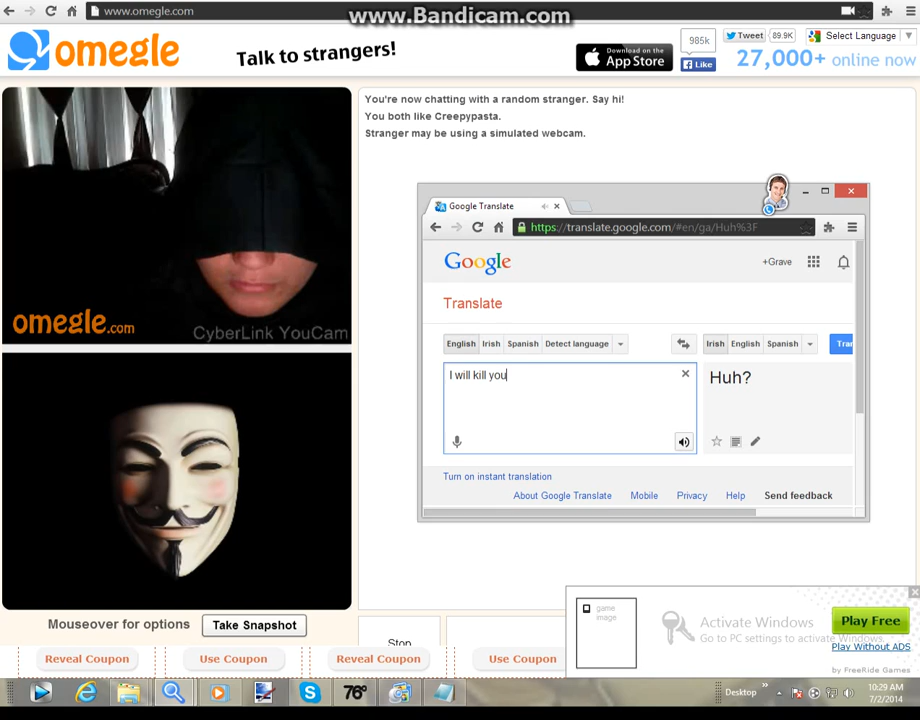 www.omegle.com
www.Bandicam.com
omegle
Talk to strangers!
Download on the
App Store
985k
Like
Tweet
89.9K
Select Language
27,000+ online now
You're now chatting with a random stranger. Say hi!
You both like Creepypasta.
Stranger may be using a simulated webcam.
omegle.com
CyberLink YouCam
Google Translate
https://translate.google.com/#en/ga/Huh%3F
Google
+Grave
Translate
English Irish Spanish Detect language
Irish English Spanish
Tran
I will kill you
Huh?
Turn on instant translation
About Google Translate Mobile Privacy Help Send feedback
Mouseover for options
Take Snapshot
Stop
game
image
Activate Windows
Go to PC settings to activate Windows.
Play Free
Play Without ADS
by FreeRide Games
Reveal Coupon
Use Coupon
Reveal Coupon
Use Coupon
76°
Desktop
10:29 AM
7/2/2014